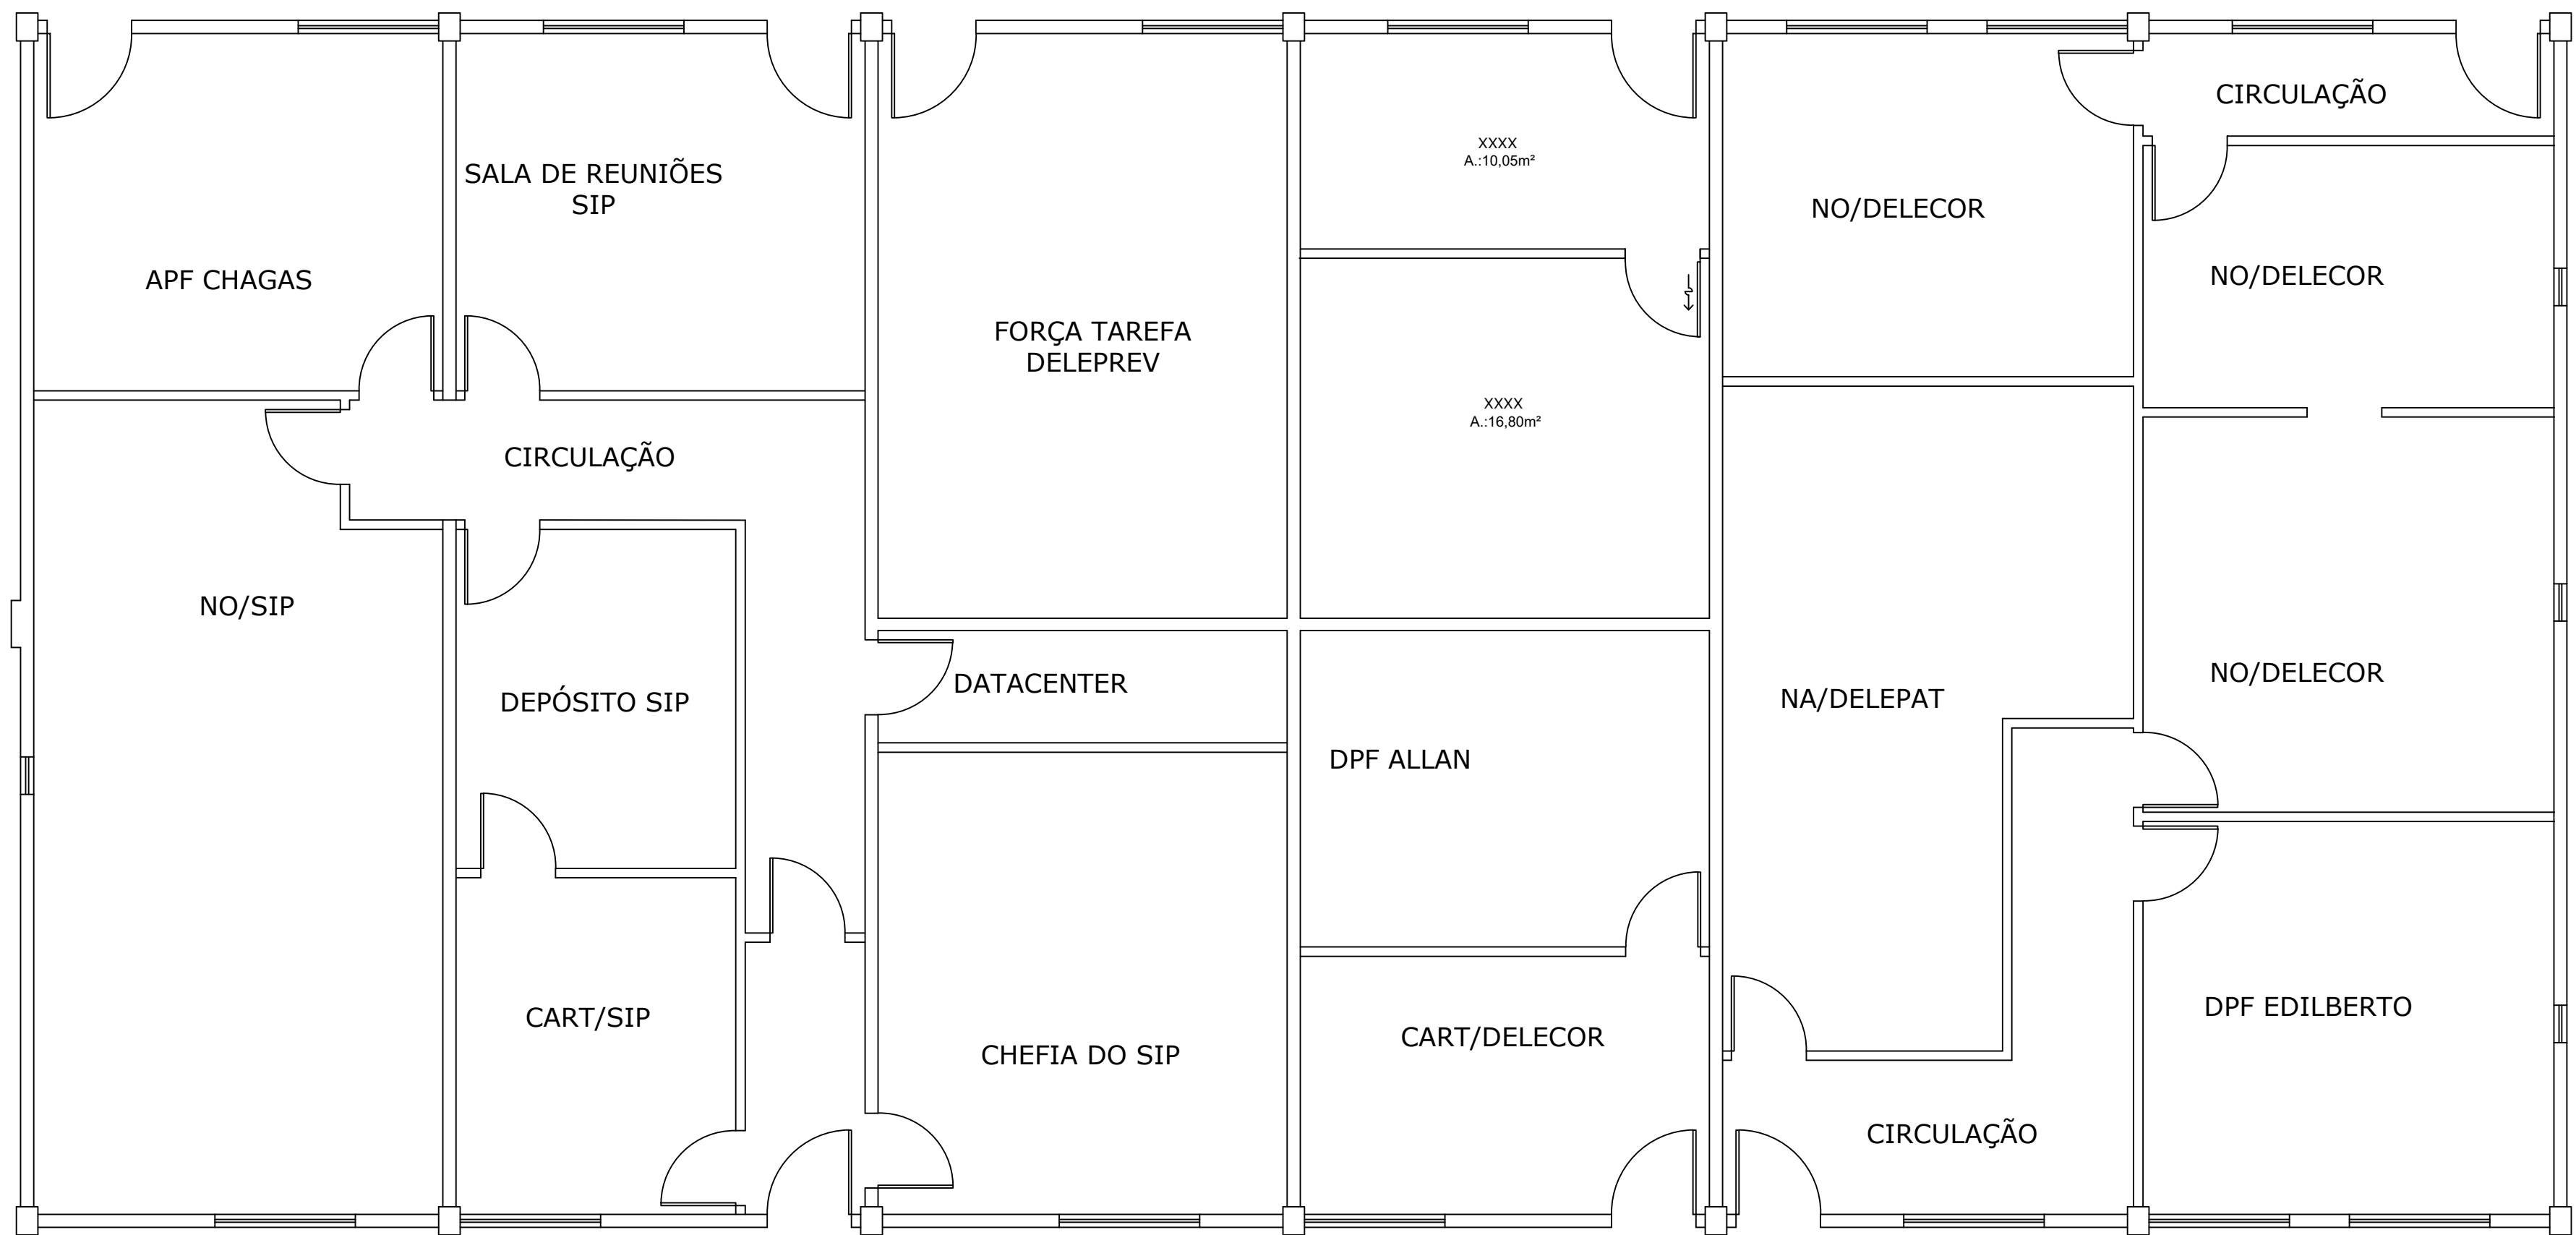 CIRCULAÇÃO
XXXX
A.:10,05m²
SALA DE REUNIÕES
SIP
NO/DELECOR
APF CHAGAS
NO/DELECOR
FORÇA TAREFA
DELEPREV
XXXX
A.:16,80m²
CIRCULAÇÃO
NO/SIP
NO/DELECOR
DATACENTER
DEPÓSITO SIP
NA/DELEPAT
DPF ALLAN
DPF EDILBERTO
CART/SIP
CART/DELECOR
CHEFIA DO SIP
CIRCULAÇÃO